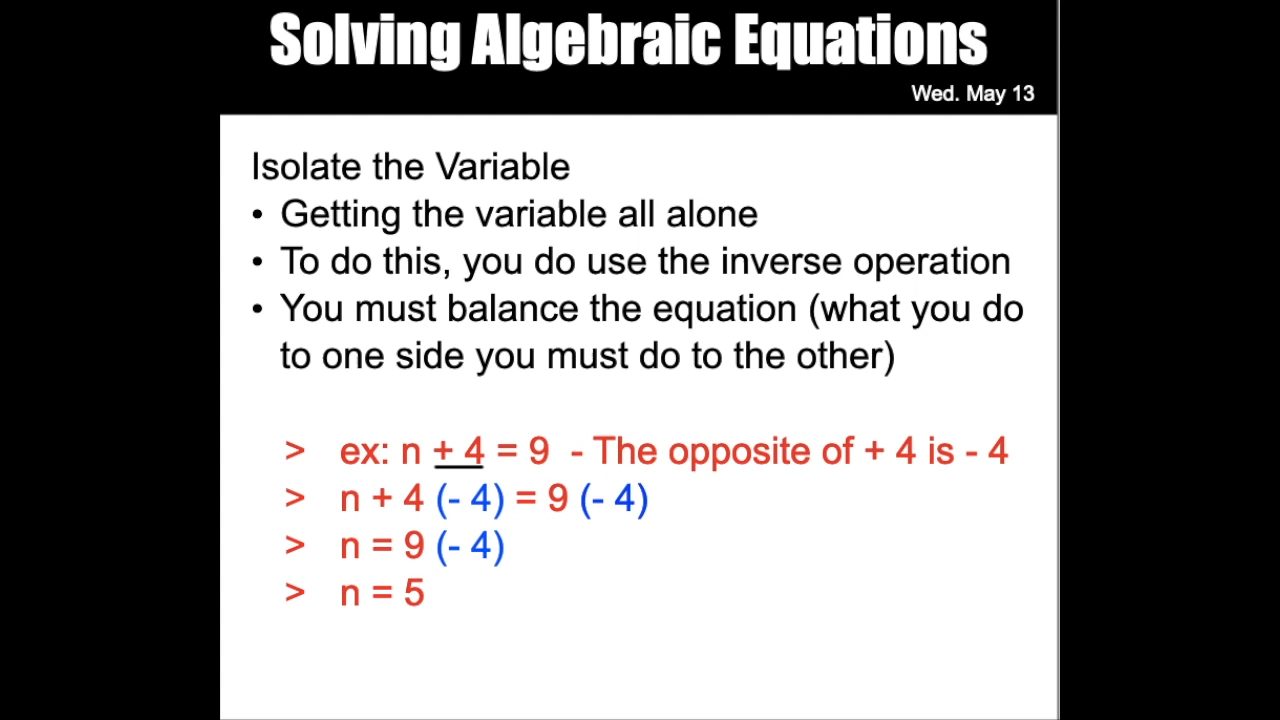 Solving Algebraic Equations
Wed. May 13
Isolate the Variable
• Getting the variable all alone
• To do this, you do use the inverse operation
• You must balance the equation (what you do
to one side you must do to the other)
> ex: n + 4 = 9 - The opposite of + 4 is - 4
> n + 4 (- 4) = 9 (- 4)
> n = 9 (- 4)
> n = 5